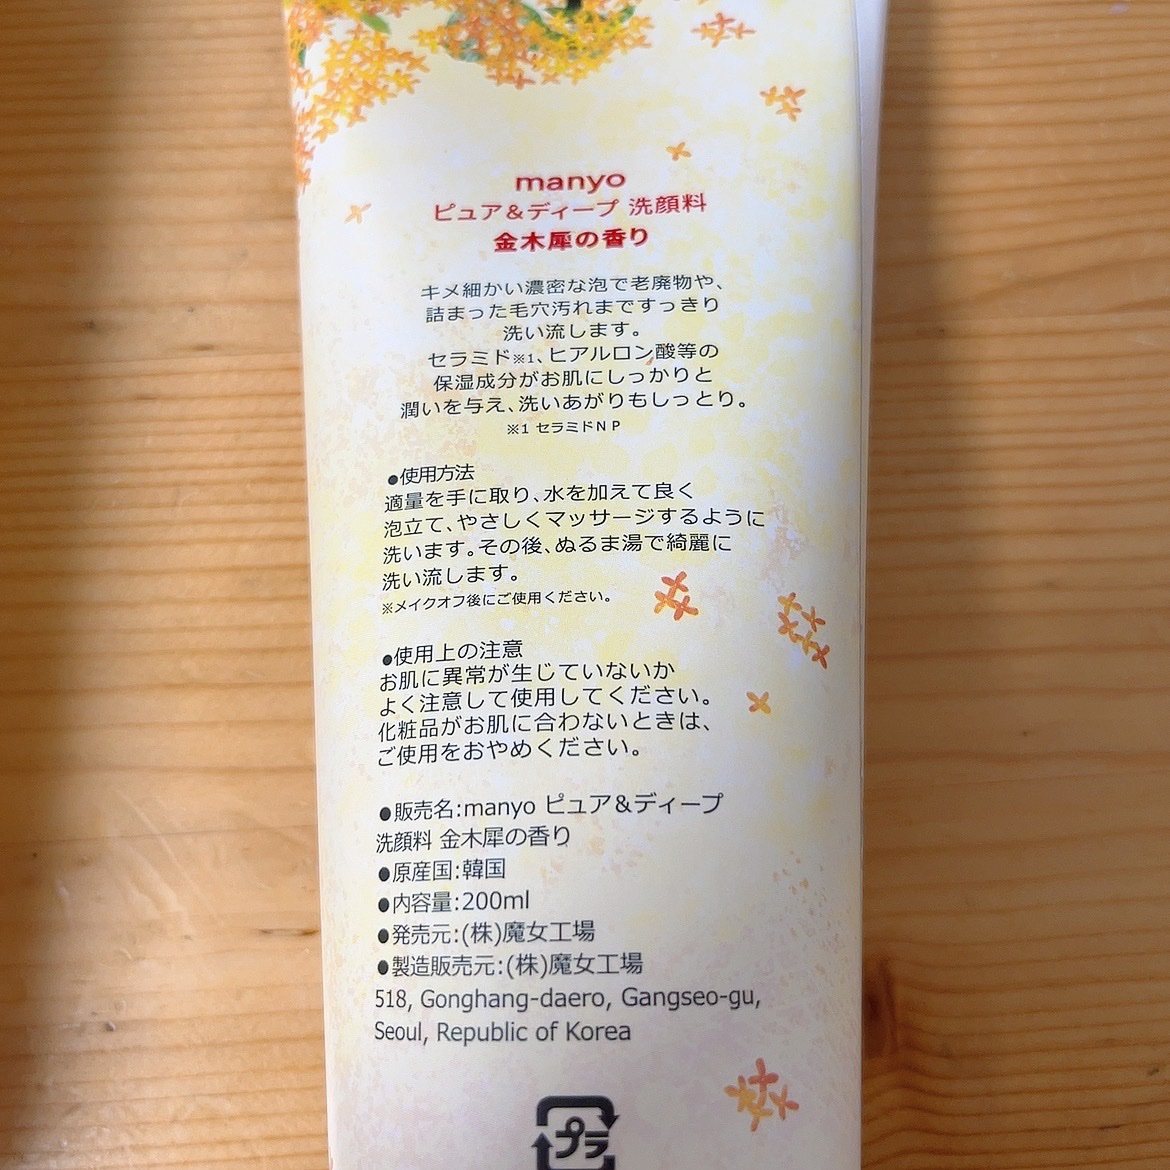 manyo
ピュア＆ディープ 洗顔料
金木犀の香り
キメ細かい濃密な泡で老廃物や、
詰まった毛穴汚れまですっきり
洗い流します。
セラミド※1、ヒアルロン酸等の
保湿成分がお肌にしっかりと
潤いを与え、洗いあがりもしっとり。
※1 セラミドＮＰ
●使用方法
適量を手に取り、水を加えて良く
泡立て、やさしくマッサージするように
洗います。その後、ぬるま湯で綺麗に
洗い流します。
※メイクオフ後にご使用ください。
●使用上の注意
お肌に異常が生じていないか
よく注意して使用してください。
化粧品がお肌に合わないときは、
ご使用をおやめください。
●販売名:manyo ピュア＆ディープ
洗顔料 金木犀の香り
●原産国:韓国
●内容量:200ml
●発売元:(株)魔女工場
●製造販売元:(株)魔女工場
518, Gonghang-daero, Gangseo-gu,
Seoul, Republic of Korea
プラ